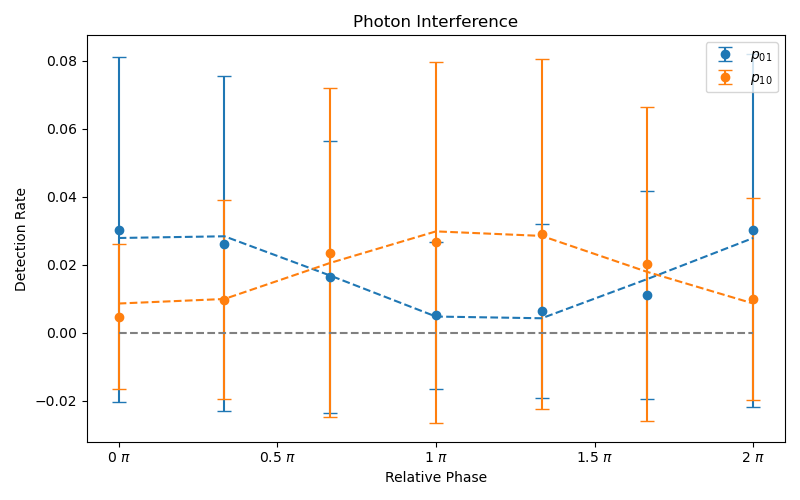 Photon Interference
Detection Rate
0.08
0.06
0.04
0.02
0.00
−0.02
0 π
0.5 π
1 π
1.5 π
2 π
Relative Phase
p01
p10